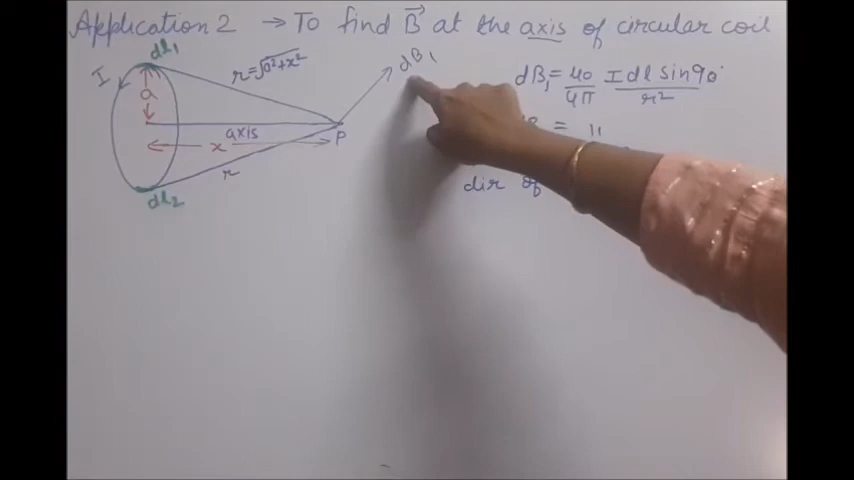 Application 2 → To find B⃗ at the axis of circular coil
dl1
I
r=√a²+x²
dB1
a
axis
x
P
r
dl2
dB1 = μ0/4π I dl sin90°/r²
= "
dir of